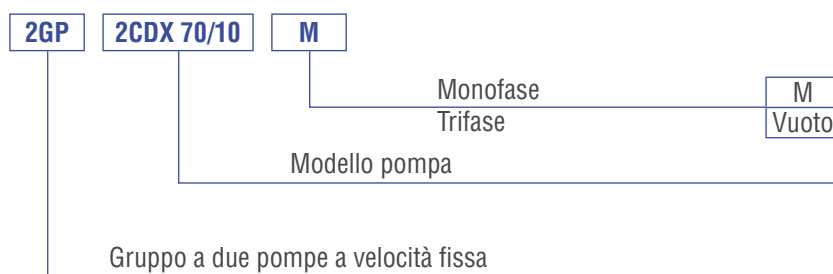 2GP 2CDX 70/10 M
Monofase M
Trifase Vuoto
Modello pompa
Gruppo a due pompe a velocità fissa